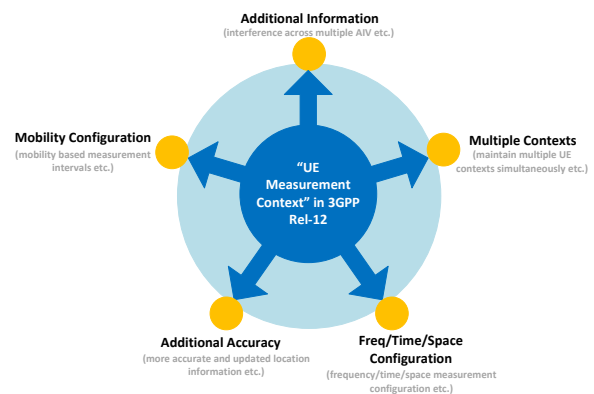 Additional Information
(interference across multiple AIV etc.)
Mobility Configuration
(mobility based measurement
intervals etc.)
Multiple Contexts
(maintain multiple UE
contexts simultaneously etc.)
“UE
Measurement
Context” in 3GPP
Rel-12
Additional Accuracy
(more accurate and updated location
information etc.)
Freq/Time/Space
Configuration
(frequency/time/space measurement
configuration etc.)